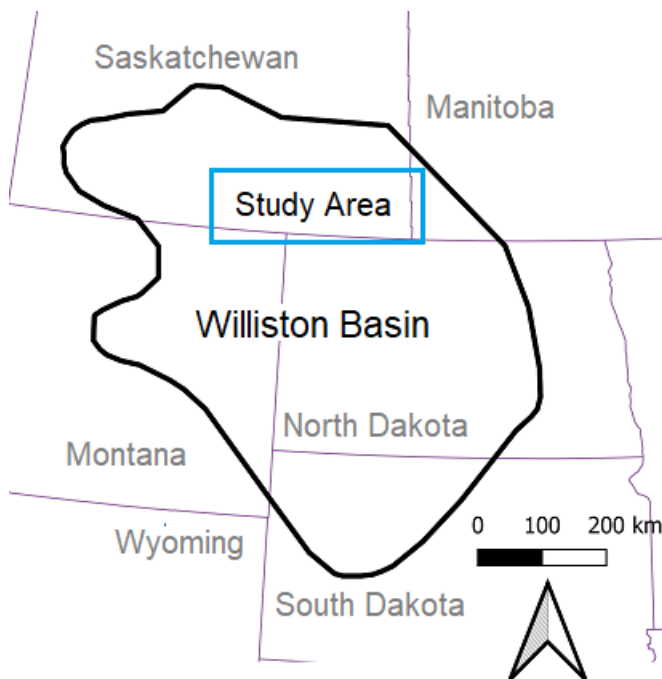 Saskatchewan
Manitoba
Study Area
Williston Basin
North Dakota
Montana
Wyoming
South Dakota
0 100 200 km